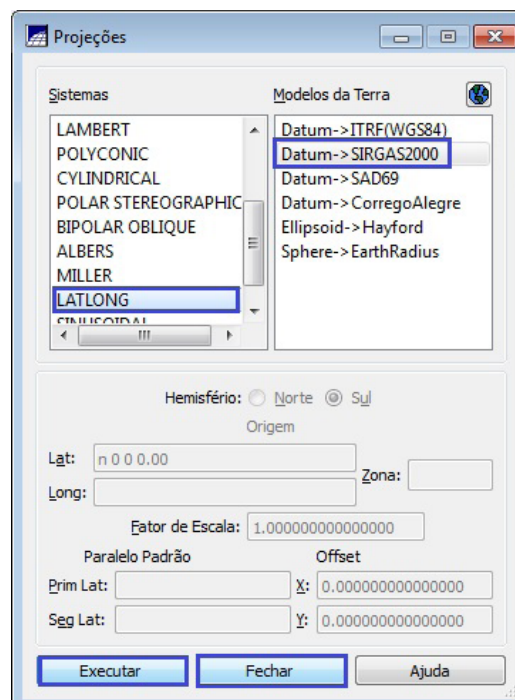 Projeções
Sistemas Modelos da Terra
LAMBERT
POLYCONIC
CYLINDRICAL
POLAR STEREOGRAPHIC
BIPOLAR OBLIQUE
ALBERS
MILLER
LATLONG
SINUSOIDAL
Datum->ITRF(WGS84)
Datum->SIRGAS2000
Datum->SAD69
Datum->CorregoAlegre
Ellipsoid->Hayford
Sphere->EarthRadius
Hemisfério: Norte Sul
Origem
Lat: n 0 0 0.00
Zona:
Long:
Fator de Escala: 1.000000000000000
Paralelo Padrão Offset
Prim Lat: X: 0.000000000000000
Seg Lat: Y: 0.000000000000000
Executar Fechar Ajuda